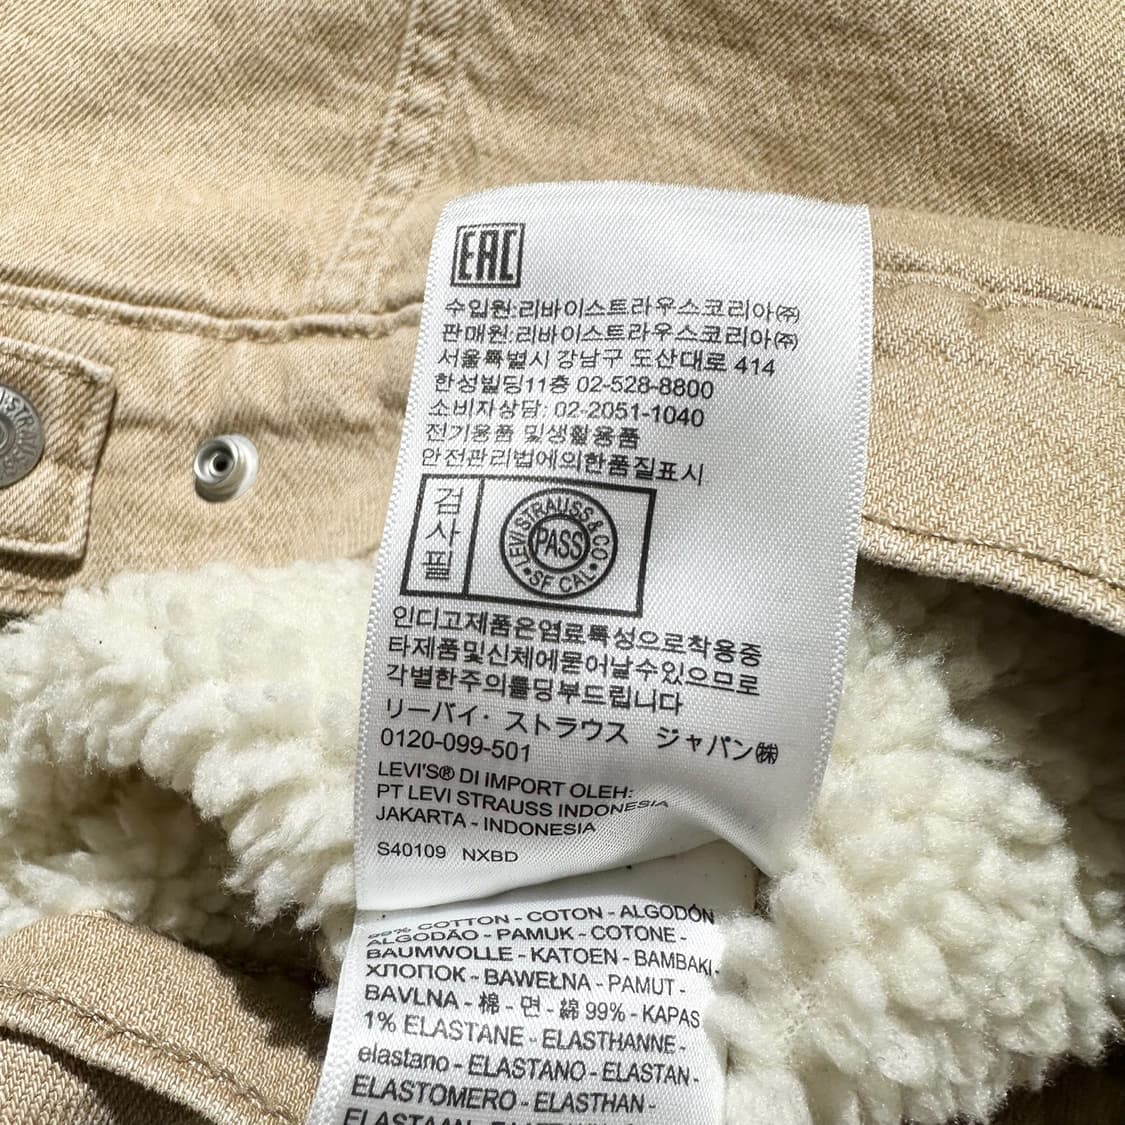 EAC
수입원:리바이스트라우스코리아㈜
판매원:리바이스트라우스코리아㈜
서울특별시 강남구 도산대로 414
한성빌딩11층 02-528-8800
소비자상담: 02-2051-1040
전기용품 및생활용품
안전관리법에의한품질표시
검사필
LEVI STRAUSS & CO
PASS
SF CAL
인디고제품은염료특성으로착용중
타제품및신체에묻어날수있으므로
각별한주의를당부드립니다
リーバイ・ストラウス ジャパン㈱
0120-099-501
LEVI'S® DI IMPORT OLEH:
PT LEVI STRAUSS INDONESIA
JAKARTA - INDONESIA
S40109 NXBD
99% COTTON - COTON - ALGODÓN
ALGODÃO - PAMUK - COTONE -
BAUMWOLLE - KATOEN - BAMBAKI-
ХЛОПОК - BAWEŁNA - PAMUT -
BAVLNA - 棉 - 면 - 綿 99% - KAPAS
1% ELASTANE - ELASTHANNE -
elastano - ELASTANO - ELASTAN-
ELASTOMERO - ELASTHAN -